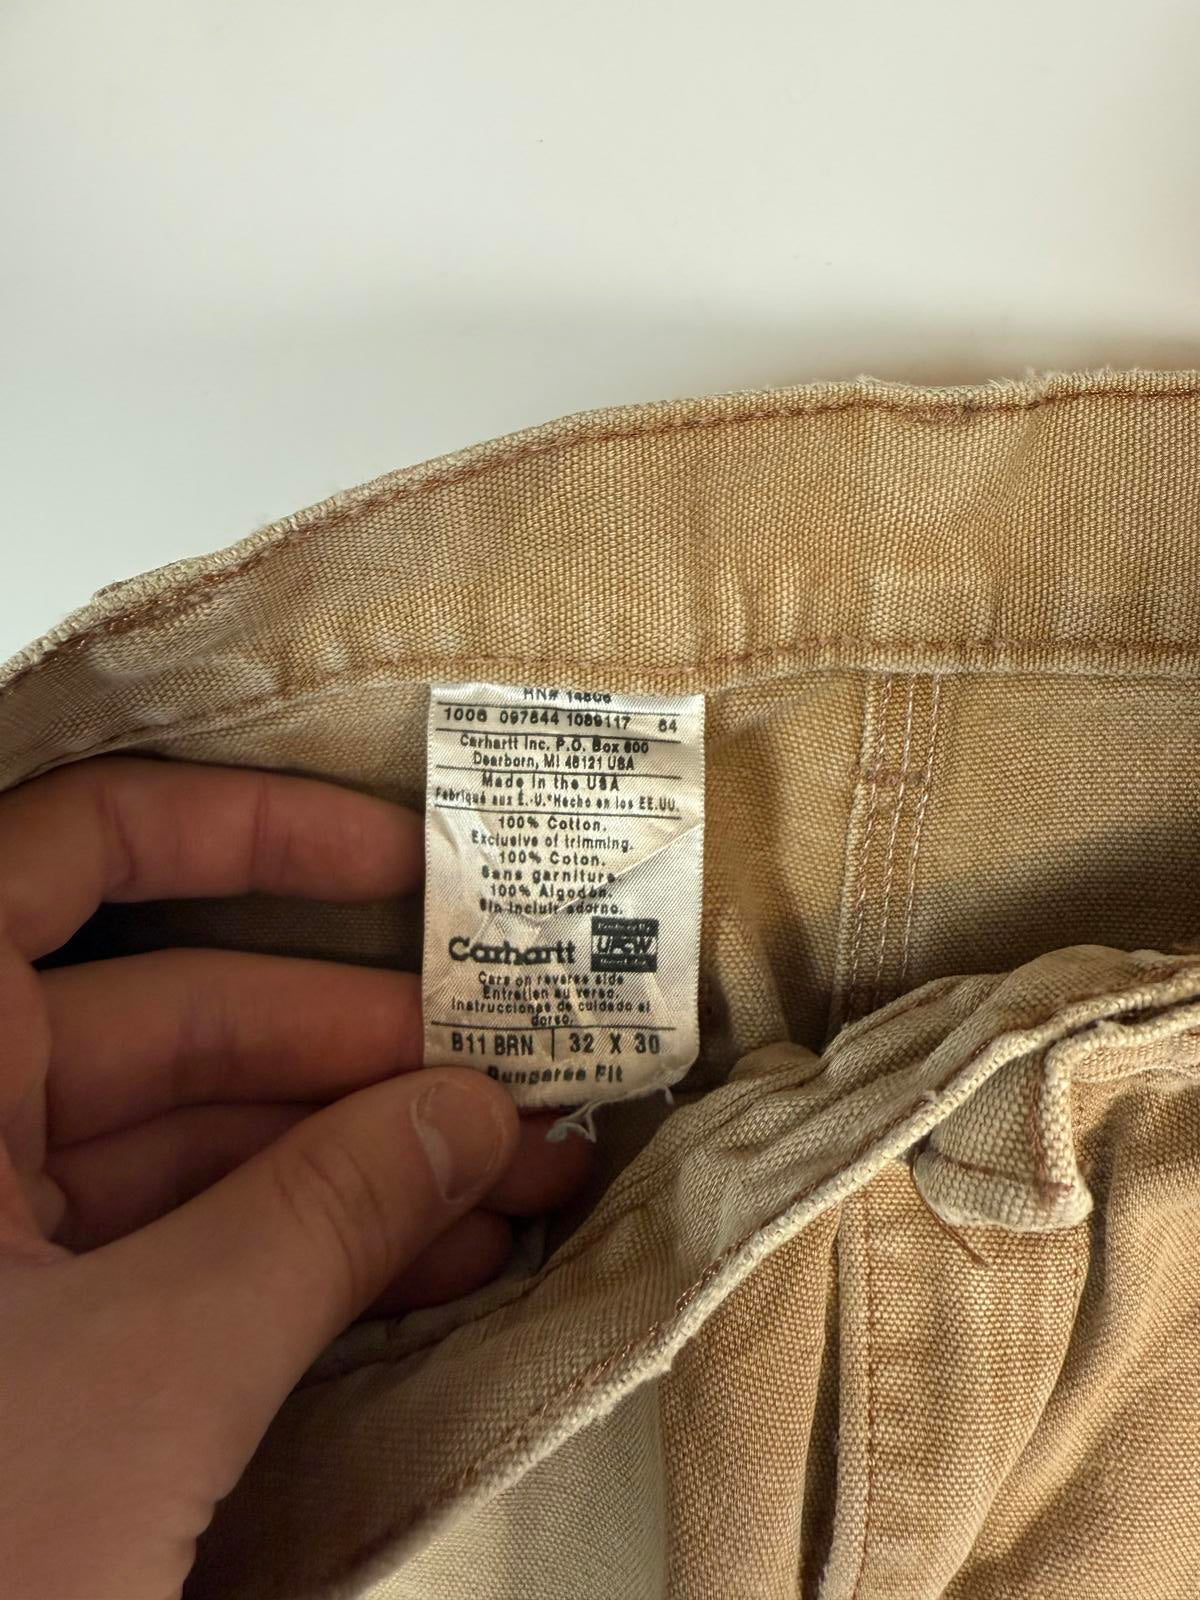 RN# 14806
1006 097844 1089117 64
Carhartt Inc. P.O. Box 600
Dearborn, MI 48121 USA
Made in the USA
Fabriqué aux É.-U.*Hecho en los EE.UU.
100% Cotton.
Exclusive of trimming.
100% Coton.
Sans garniture.
100% Algodón.
Sin incluir adorno.
Carhartt
Care on reverse side
Entretien au verso.
Instrucciones de cuidado al
dorso.
B11 BRN 32 X 30
Dungaree Fit